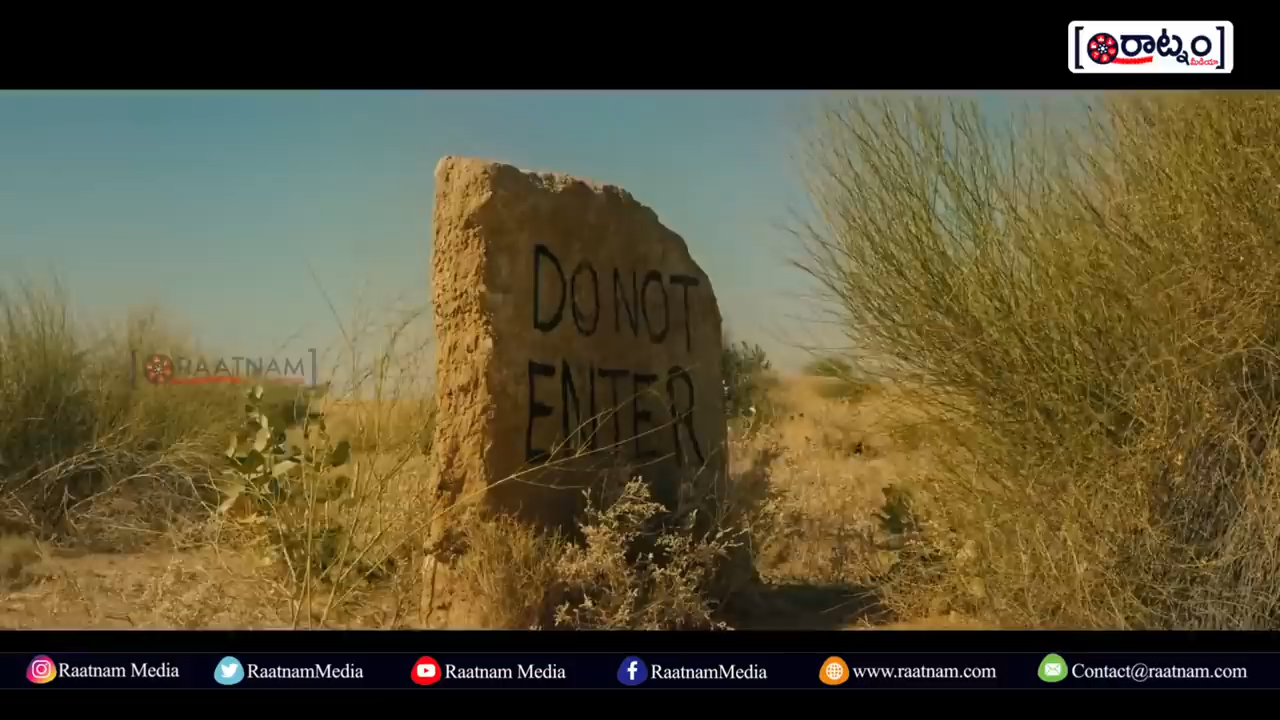 రాట్నం
మీడియా
DO NOT
ENTER
RAATNAM
Raatnam Media
RaatnamMedia
Raatnam Media
RaatnamMedia
www.raatnam.com
Contact@raatnam.com